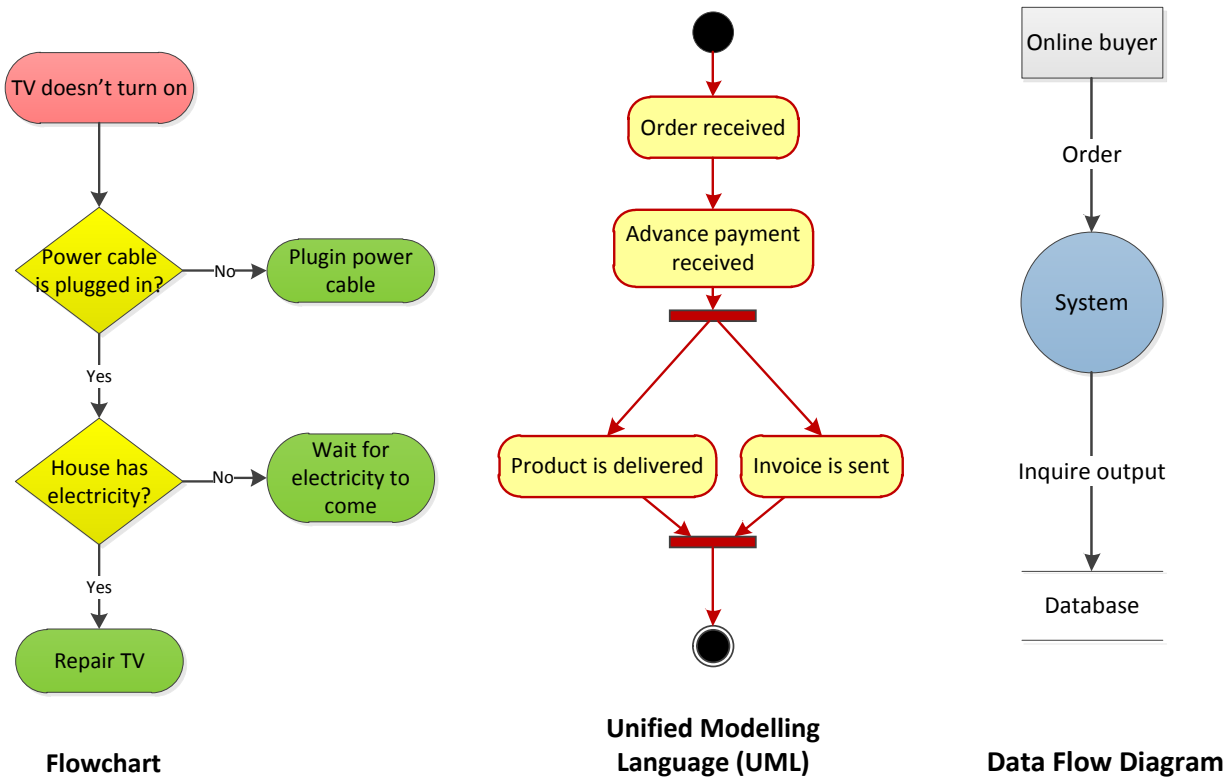 TV doesn't turn on
Power cable
is plugged in?
No
Plugin power
cable
Yes
House has
electricity?
No
Wait for
electricity to
come
Yes
Repair TV
Flowchart
Order received
Advance payment
received
Product is delivered
Invoice is sent
Unified Modelling
Language (UML)
Online buyer
Order
System
Inquire output
Database
Data Flow Diagram